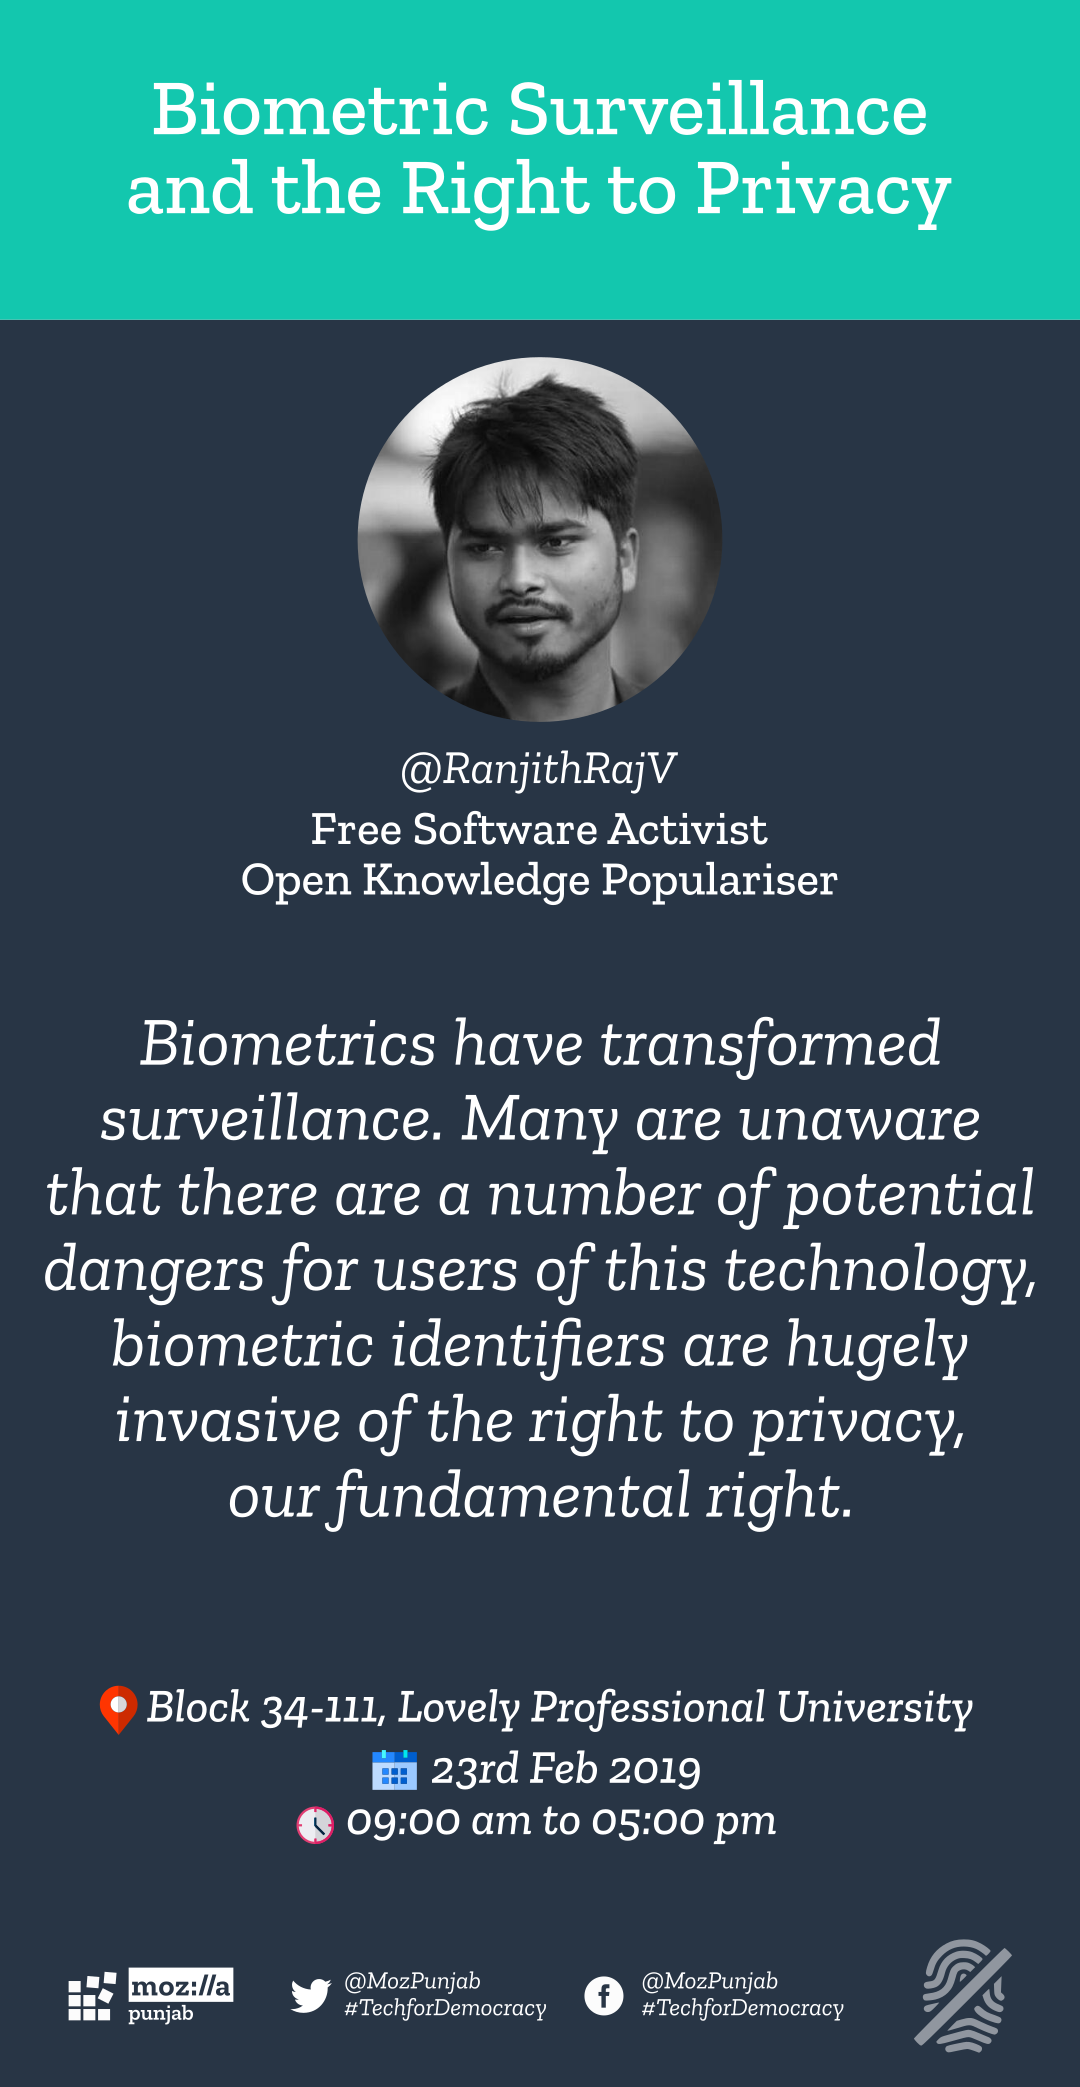 Biometric Surveillance
and the Right to Privacy
@RanjithRajV
Free Software Activist
Open Knowledge Populariser
Biometrics have transformed
surveillance. Many are unaware
that there are a number of potential
dangers for users of this technology,
biometric identifiers are hugely
invasive of the right to privacy,
our fundamental right.
Block 34-111, Lovely Professional University
23rd Feb 2019
09:00 am to 05:00 pm
moz://a
punjab
@MozPunjab
#TechforDemocracy
@MozPunjab
#TechforDemocracy